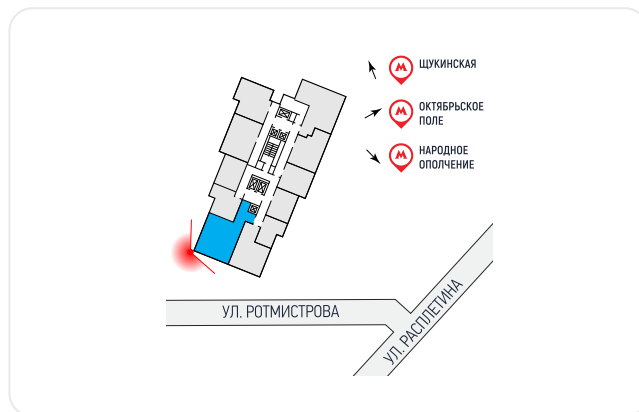 ЩУКИНСКАЯ
ОКТЯБРЬСКОЕ
ПОЛЕ
НАРОДНОЕ
ОПОЛЧЕНИЕ
УЛ. РОТМИСТРОВА
УЛ. РАСПЛЕТИНА